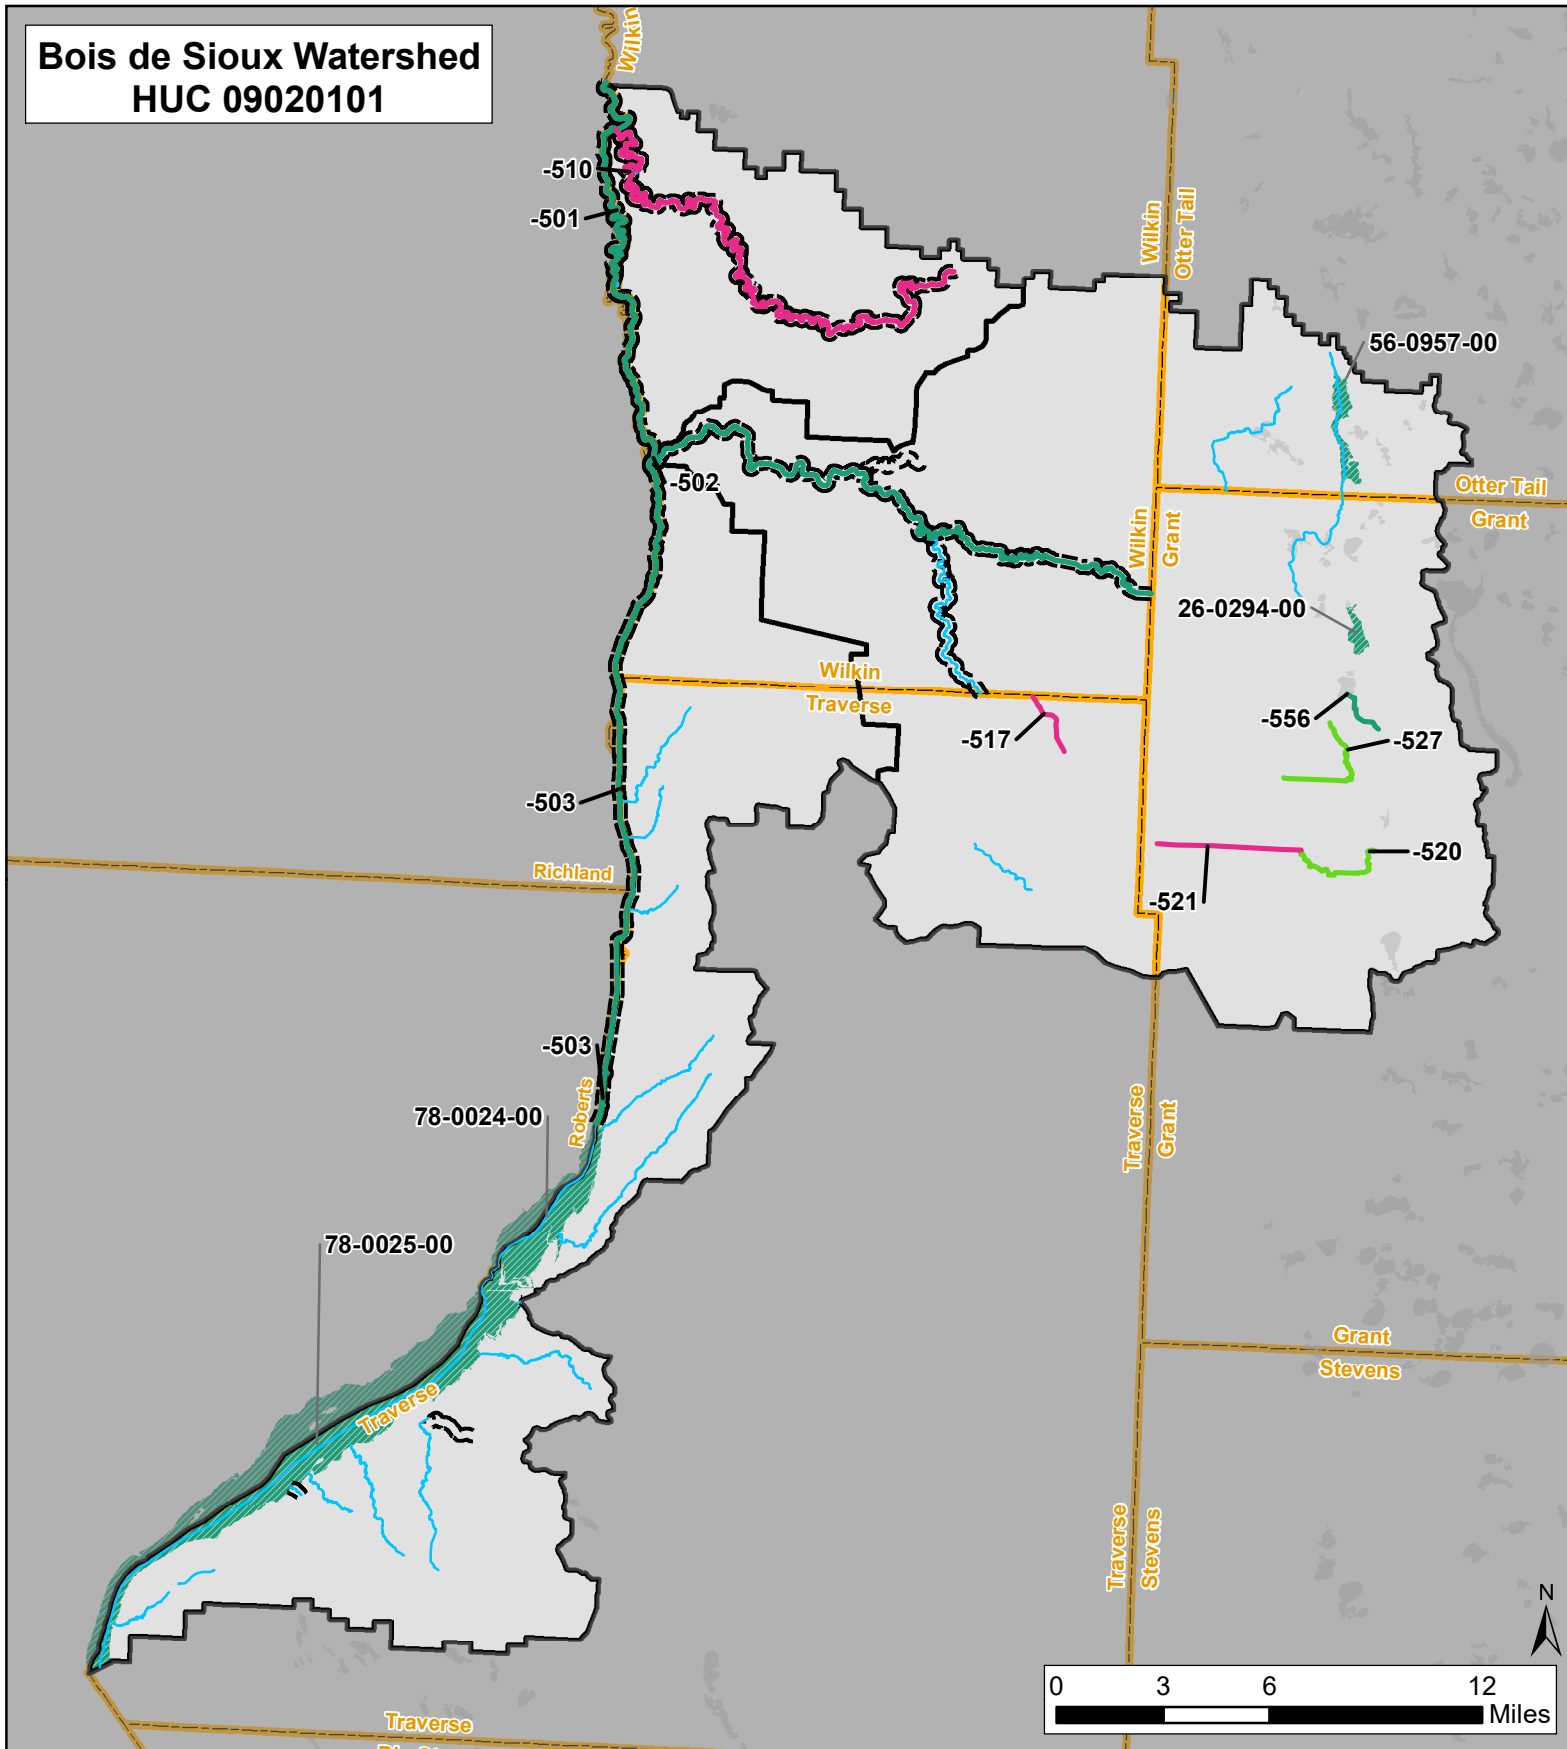 Bois de Sioux Watershed
HUC 09020101
Wilkin
-510
-501
Wilkin
Otter Tail
56-0957-00
-502
Otter Tail
Grant
Wilkin
Grant
26-0294-00
Wilkin
Traverse
-556
-517
-527
-503
-520
Richland
-521
-503
Roberts
78-0024-00
Traverse
Grant
78-0025-00
Grant
Stevens
Traverse
Traverse
Stevens
N
0 3 6 12
Miles
Traverse